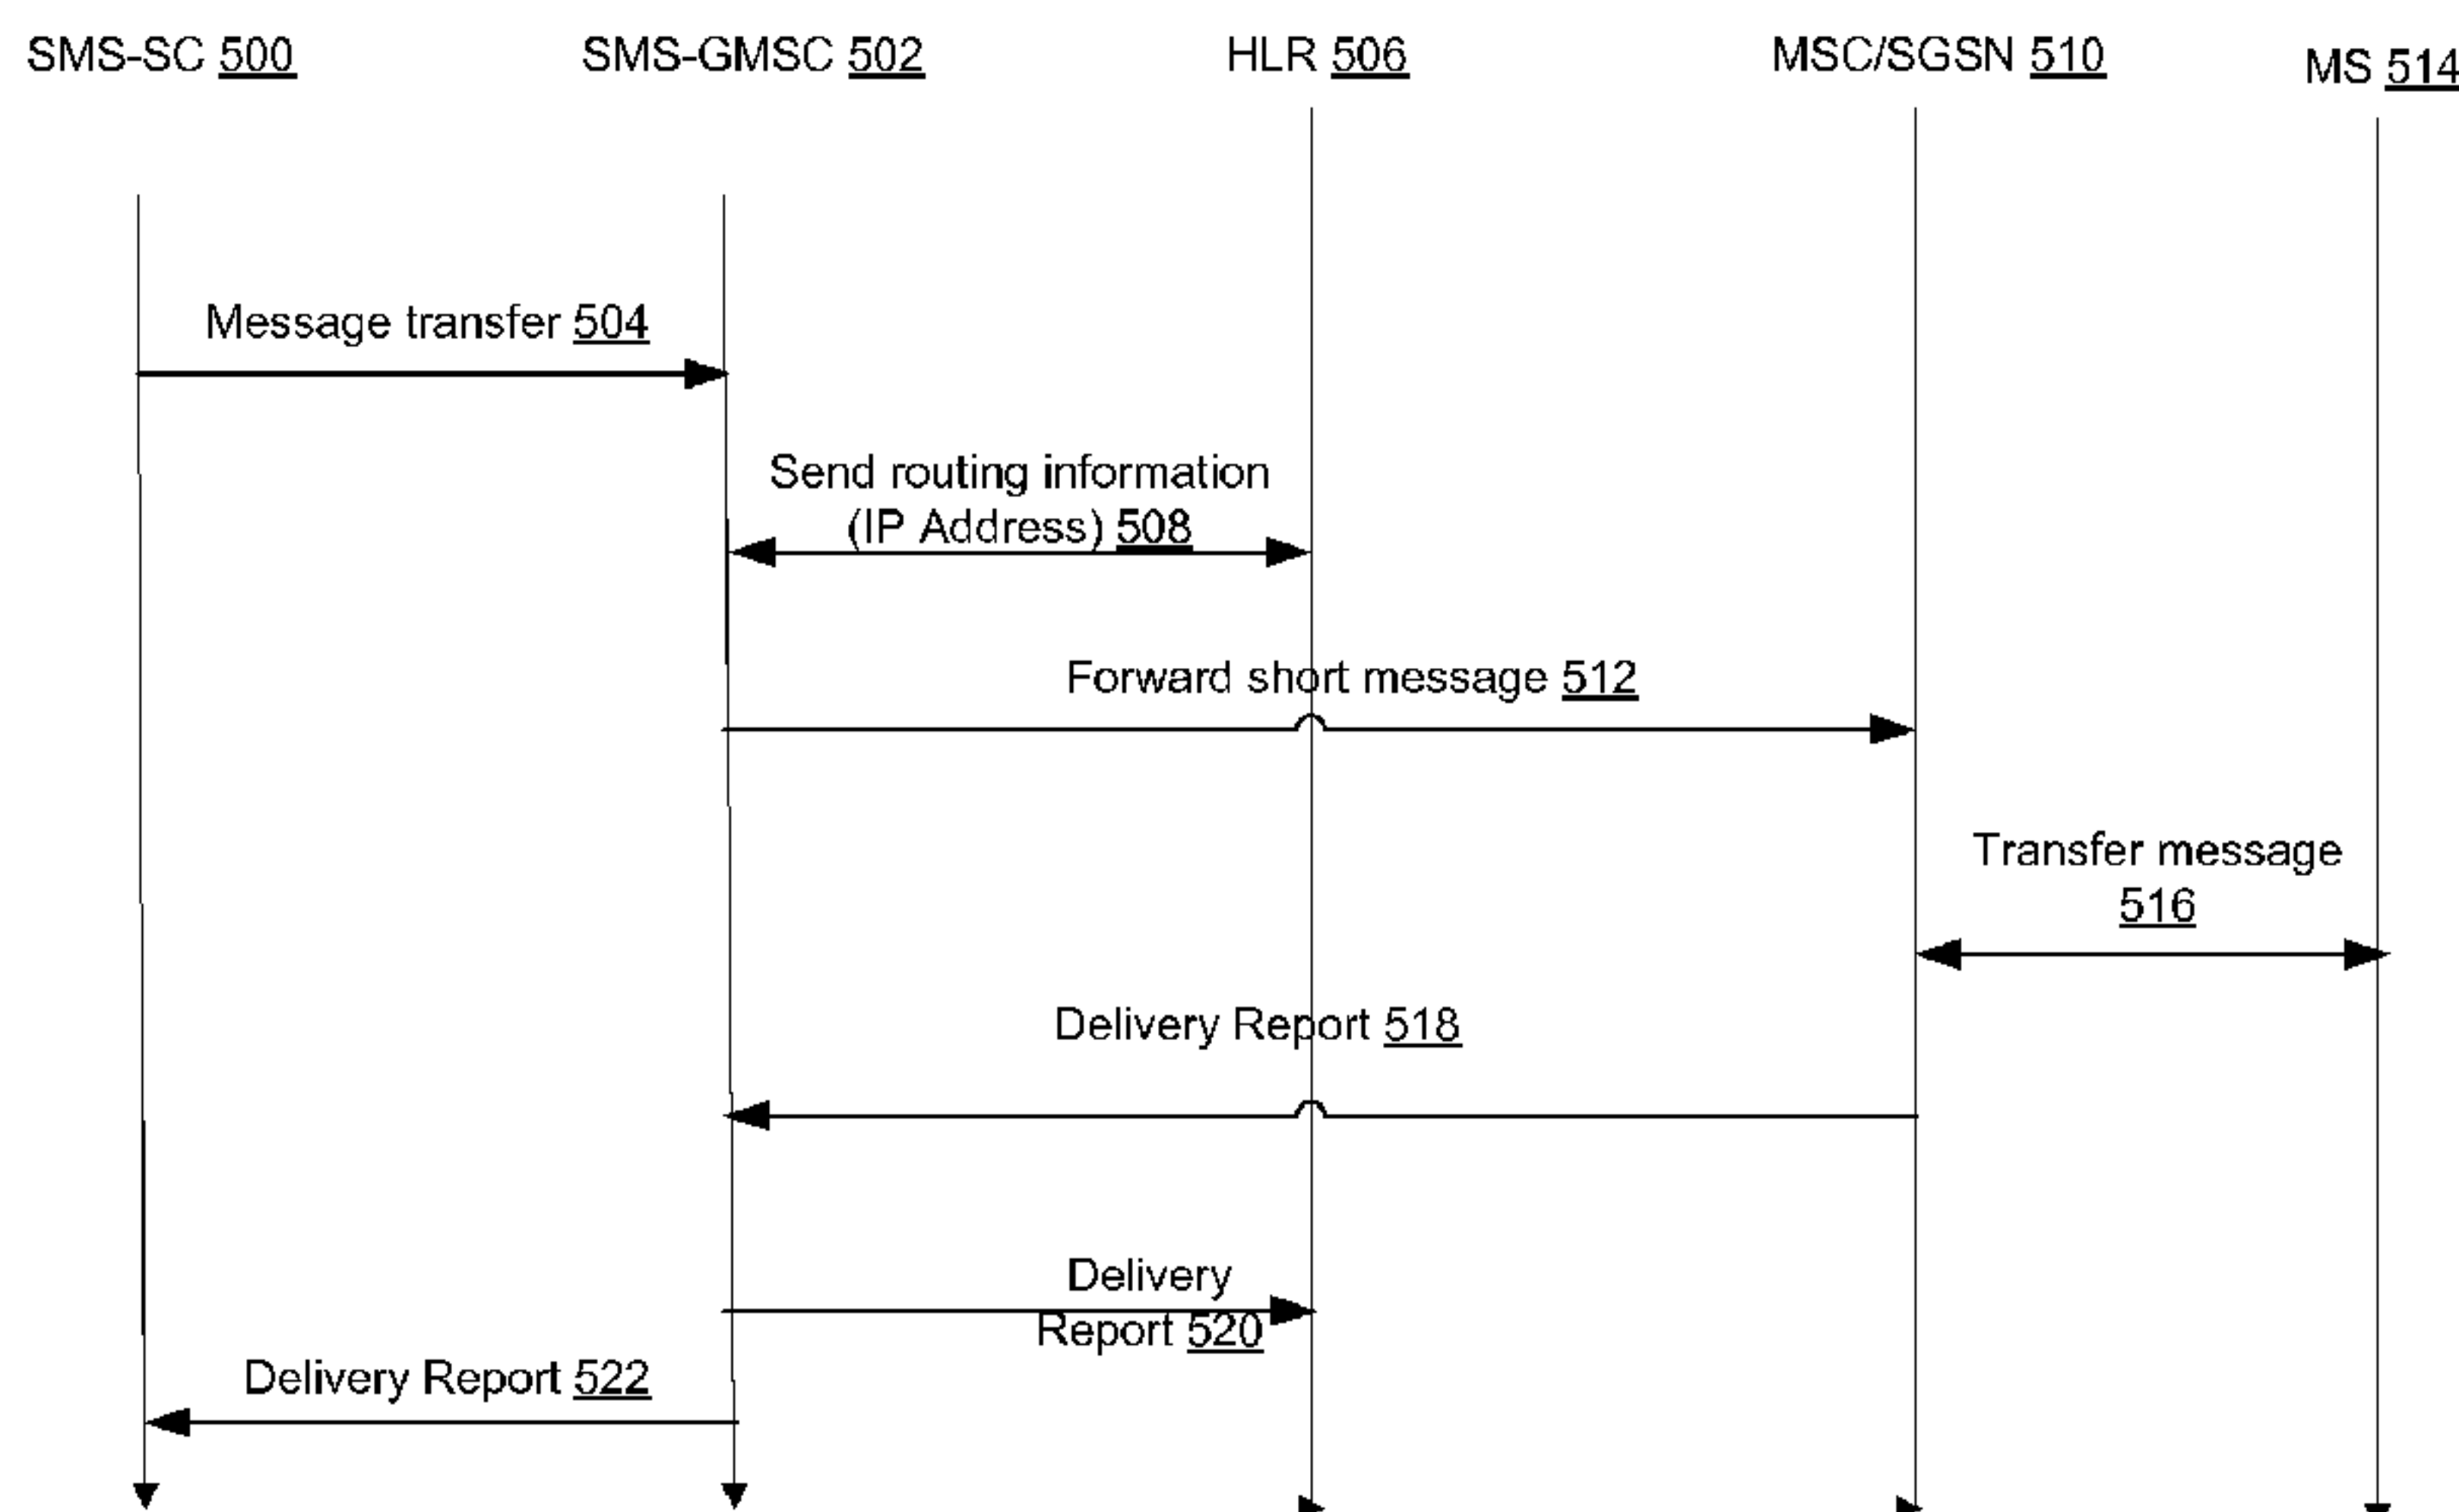 SMS-SC 500
SMS-GMSC 502
HLR 506
MSC/SGSN 510
MS 514
Message transfer 504
Send routing information
(IP Address) 508
Forward short message 512
Transfer message
516
Delivery Report 518
Delivery
Report 520
Delivery Report 522